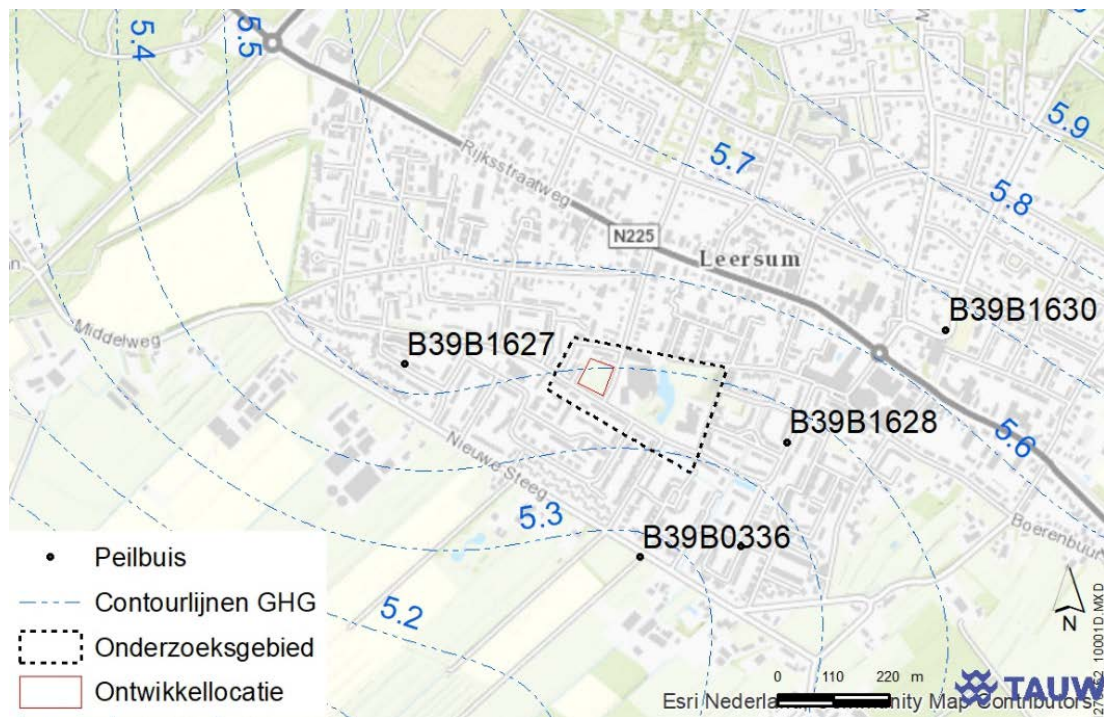 5.4
5.5
5.9
5.7
5.8
Rijksstraatweg
N225
Leersum
B39B1630
Middelweg
B39B1627
B39B1628
5.6
Nieuwe Steeg
5.3
B39B0336
5.2
Peilbuis
Contourlijnen GHG
Onderzoeksgebied
Ontwikkellocatie
N
0 110 220 m
Esri Nederland, Community Map Contributors
TAUW